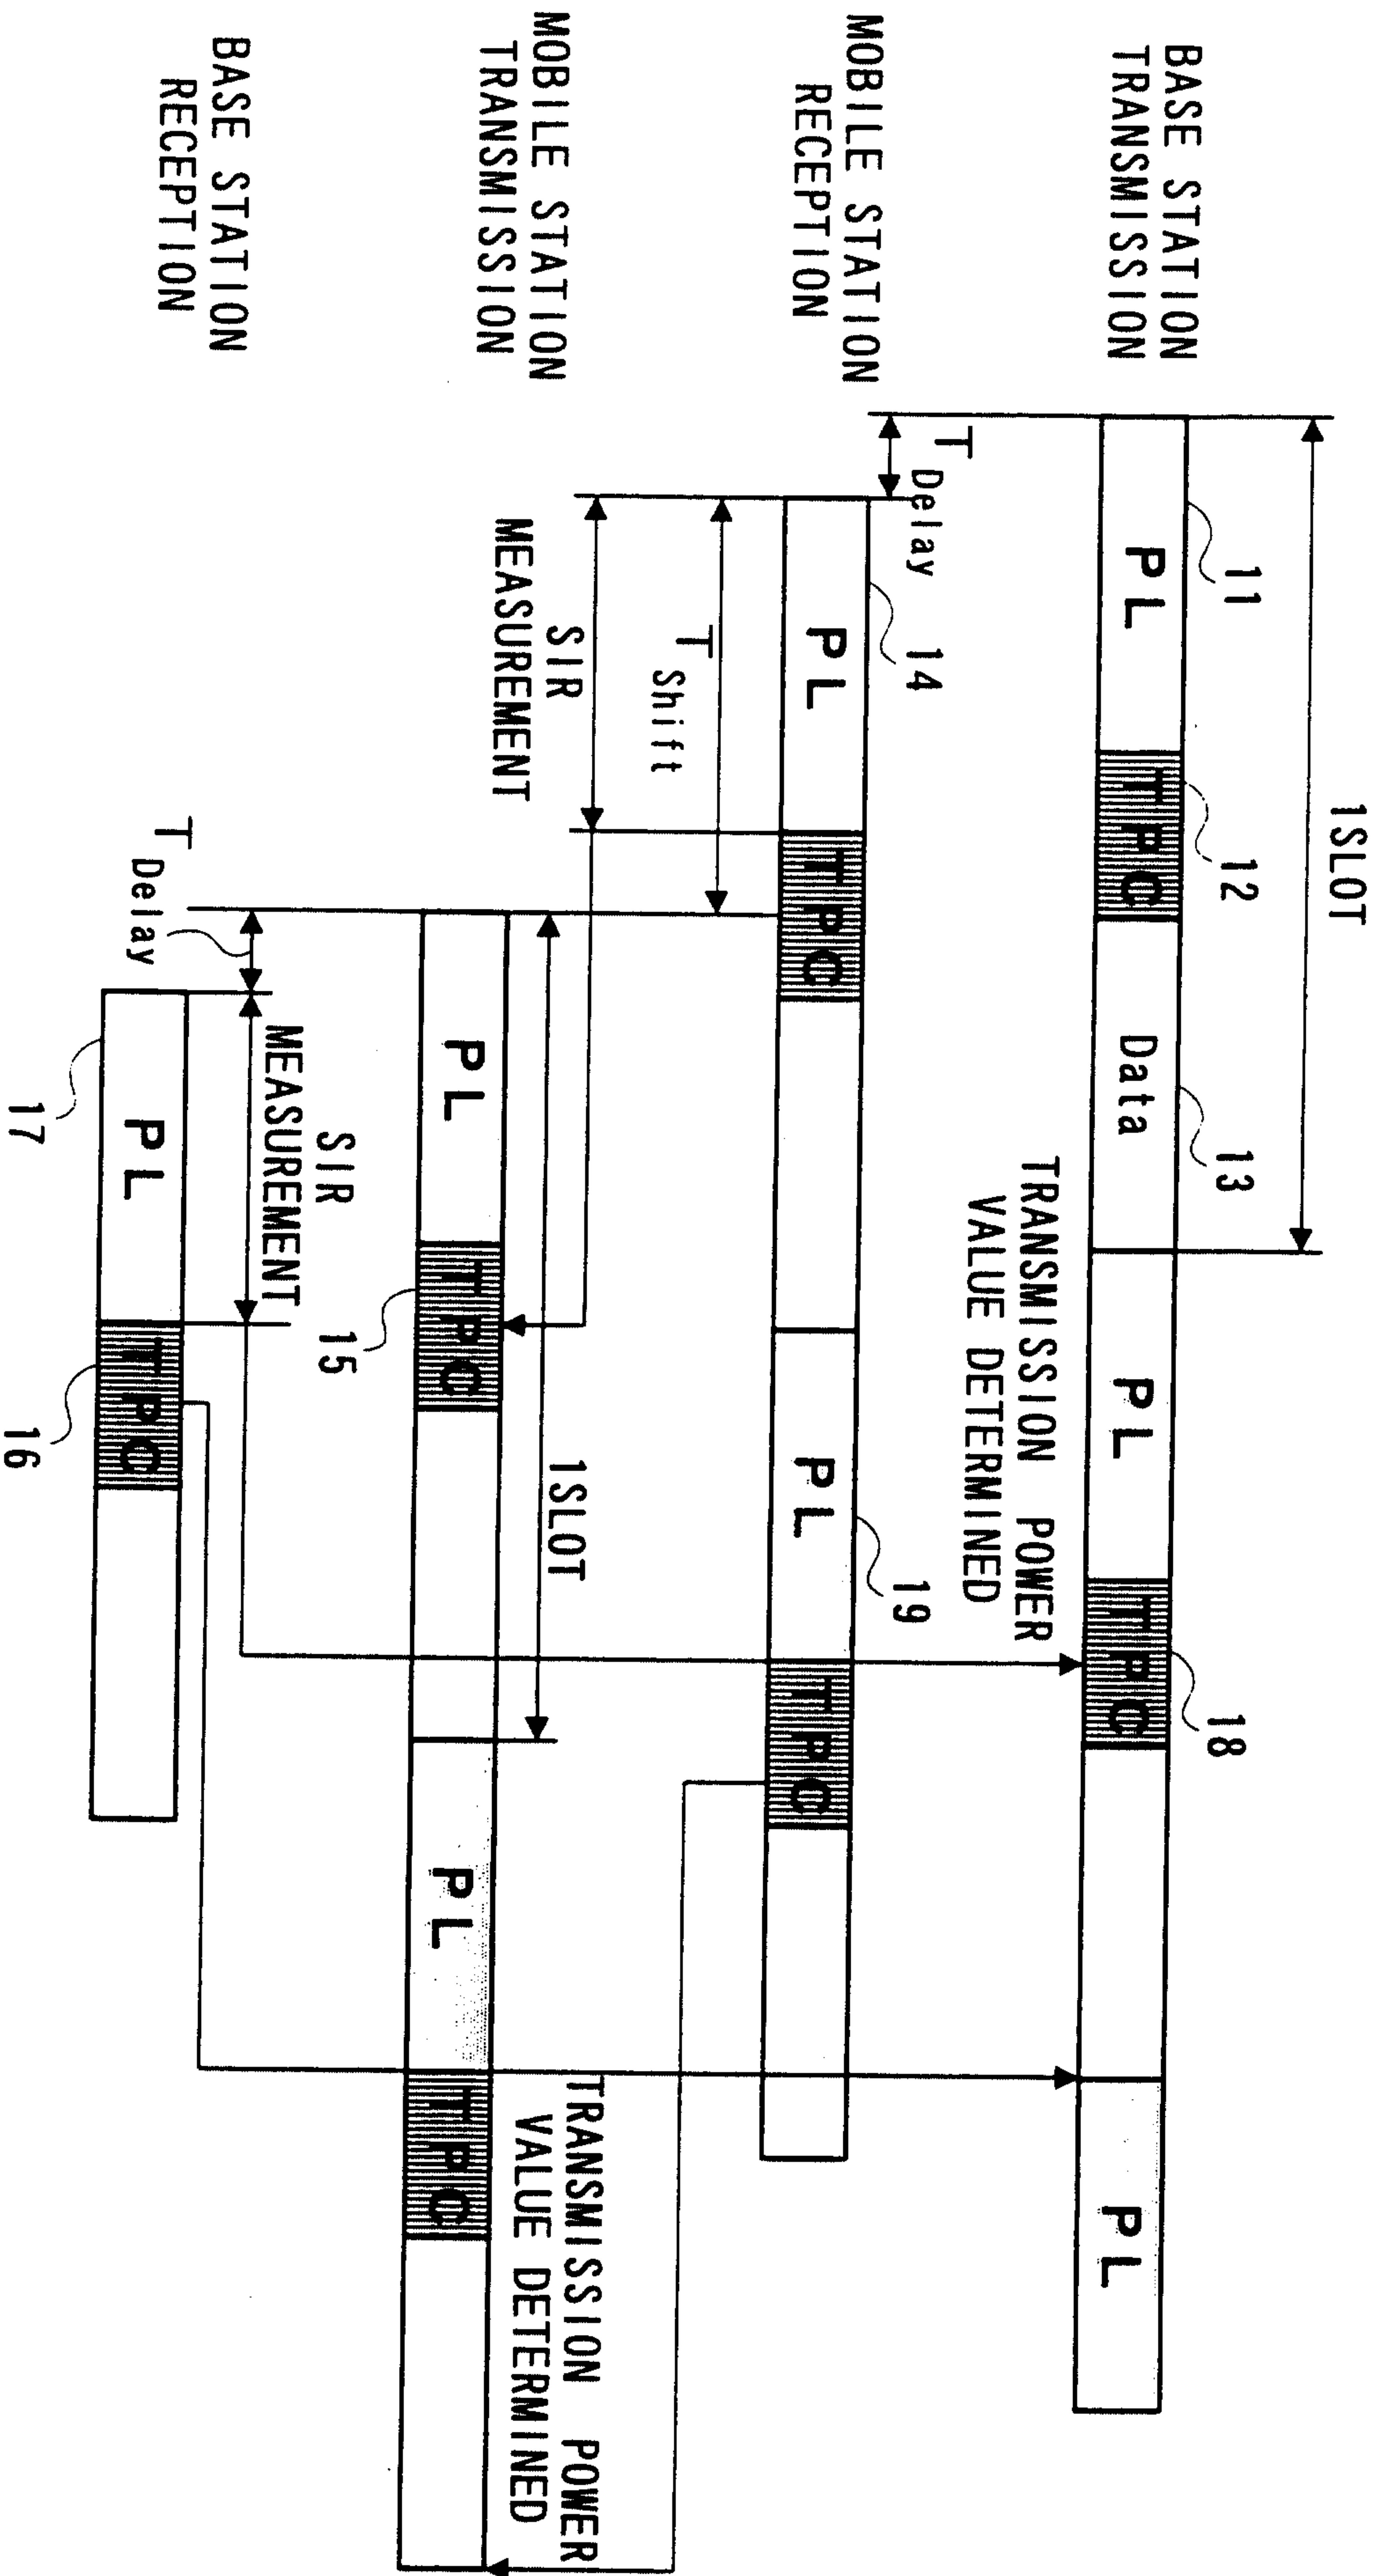 BASE STATION
TRANSMISSION
1SLOT
11
12
13
18
PL
TPC
Data
PL
TPC
PL
TRANSMISSION POWER
VALUE DETERMINED
MOBILE STATION
RECEPTION
T Delay
14
19
PL
TPC
PL
TPC
T Shift
SIR
MEASUREMENT
MOBILE STATION
TRANSMISSION
1SLOT
TRANSMISSION POWER
VALUE DETERMINED
PL
TPC
PL
TPC
15
BASE STATION
RECEPTION
T Delay
SIR
MEASUREMENT
PL
TPC
17
16